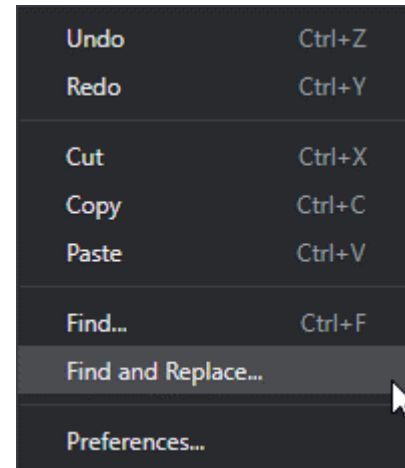 Undo Ctrl+Z
Redo Ctrl+Y
Cut Ctrl+X
Copy Ctrl+C
Paste Ctrl+V
Find... Ctrl+F
Find and Replace...
Preferences...